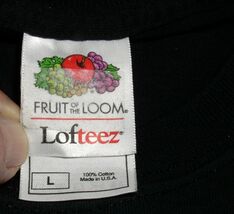 FRUIT OF THE LOOM®
Lofteez®
L
100% Cotton
Made in U.S.A.